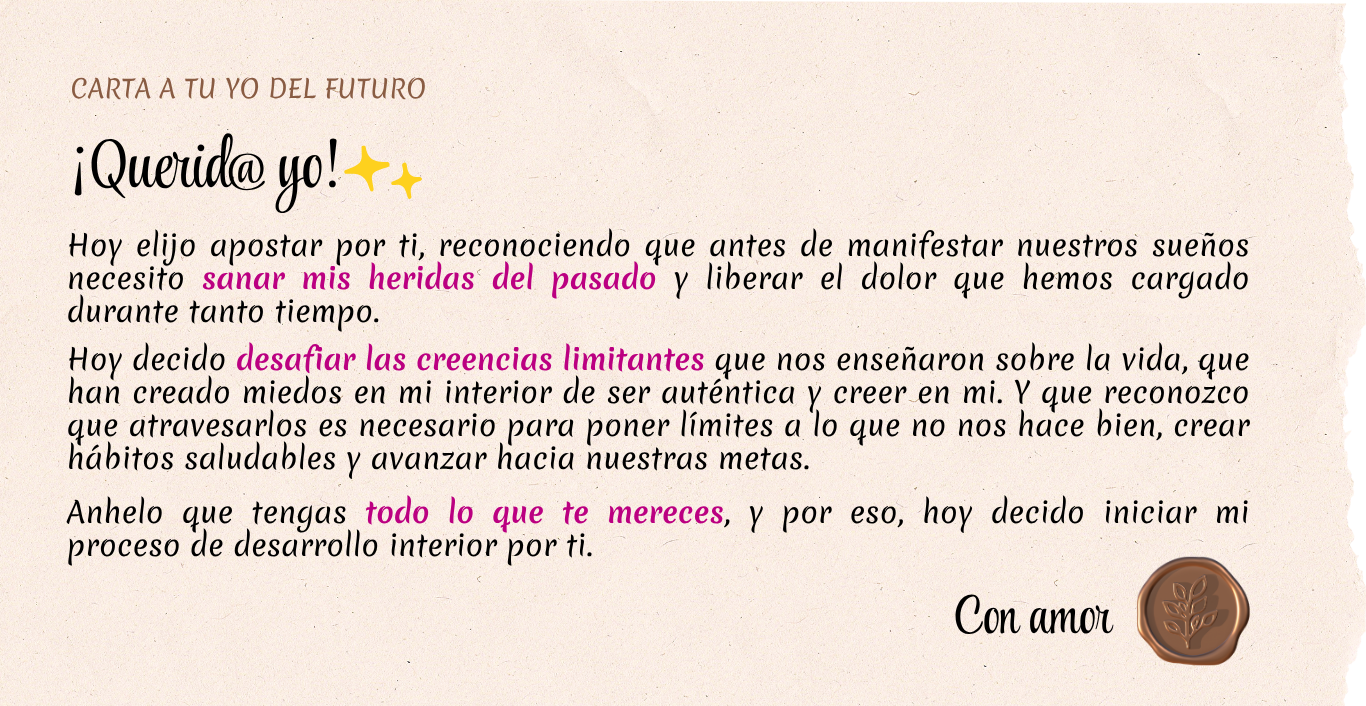 CARTA A TU YO DEL FUTURO
¡Querid@ yo!
Hoy elijo apostar por ti, reconociendo que antes de manifestar nuestros sueños
necesito sanar mis heridas del pasado y liberar el dolor que hemos cargado
durante tanto tiempo.
Hoy decido desafiar las creencias limitantes que nos enseñaron sobre la vida, que
han creado miedos en mi interior de ser auténtica y creer en mi. Y que reconozco
que atravesarlos es necesario para poner límites a lo que no nos hace bien, crear
hábitos saludables y avanzar hacia nuestras metas.
Anhelo que tengas todo lo que te mereces, y por eso, hoy decido iniciar mi
proceso de desarrollo interior por ti.
Con amor